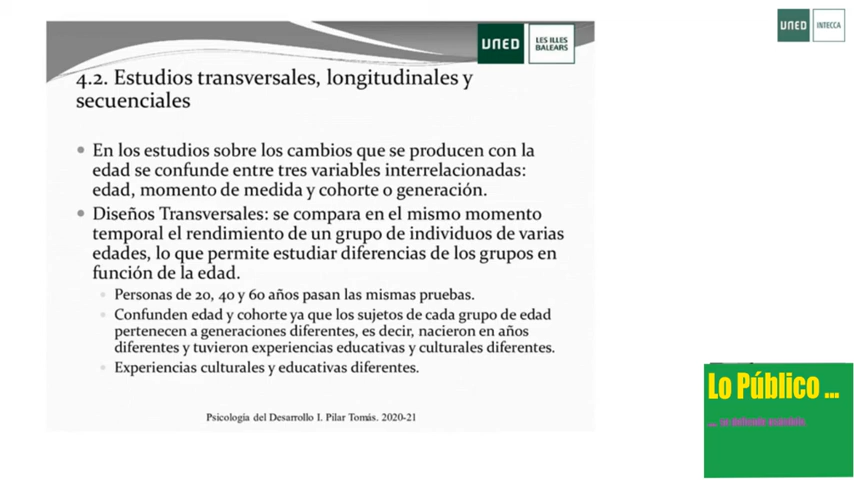 UNED
INTECCA
UNED
LES ILLES
BALEARS
4.2. Estudios transversales, longitudinales y
secuenciales
En los estudios sobre los cambios que se producen con la
edad se confunde entre tres variables interrelacionadas:
edad, momento de medida y cohorte o generación.
Diseños Transversales: se compara en el mismo momento
temporal el rendimiento de un grupo de individuos de varias
edades, lo que permite estudiar diferencias de los grupos en
función de la edad.
Personas de 20, 40 y 60 años pasan las mismas pruebas.
Confunden edad y cohorte ya que los sujetos de cada grupo de edad
pertenecen a generaciones diferentes, es decir, nacieron en años
diferentes y tuvieron experiencias educativas y culturales diferentes.
Experiencias culturales y educativas diferentes.
Psicología del Desarrollo I. Pilar Tomás. 2020-21
Lo Público ...